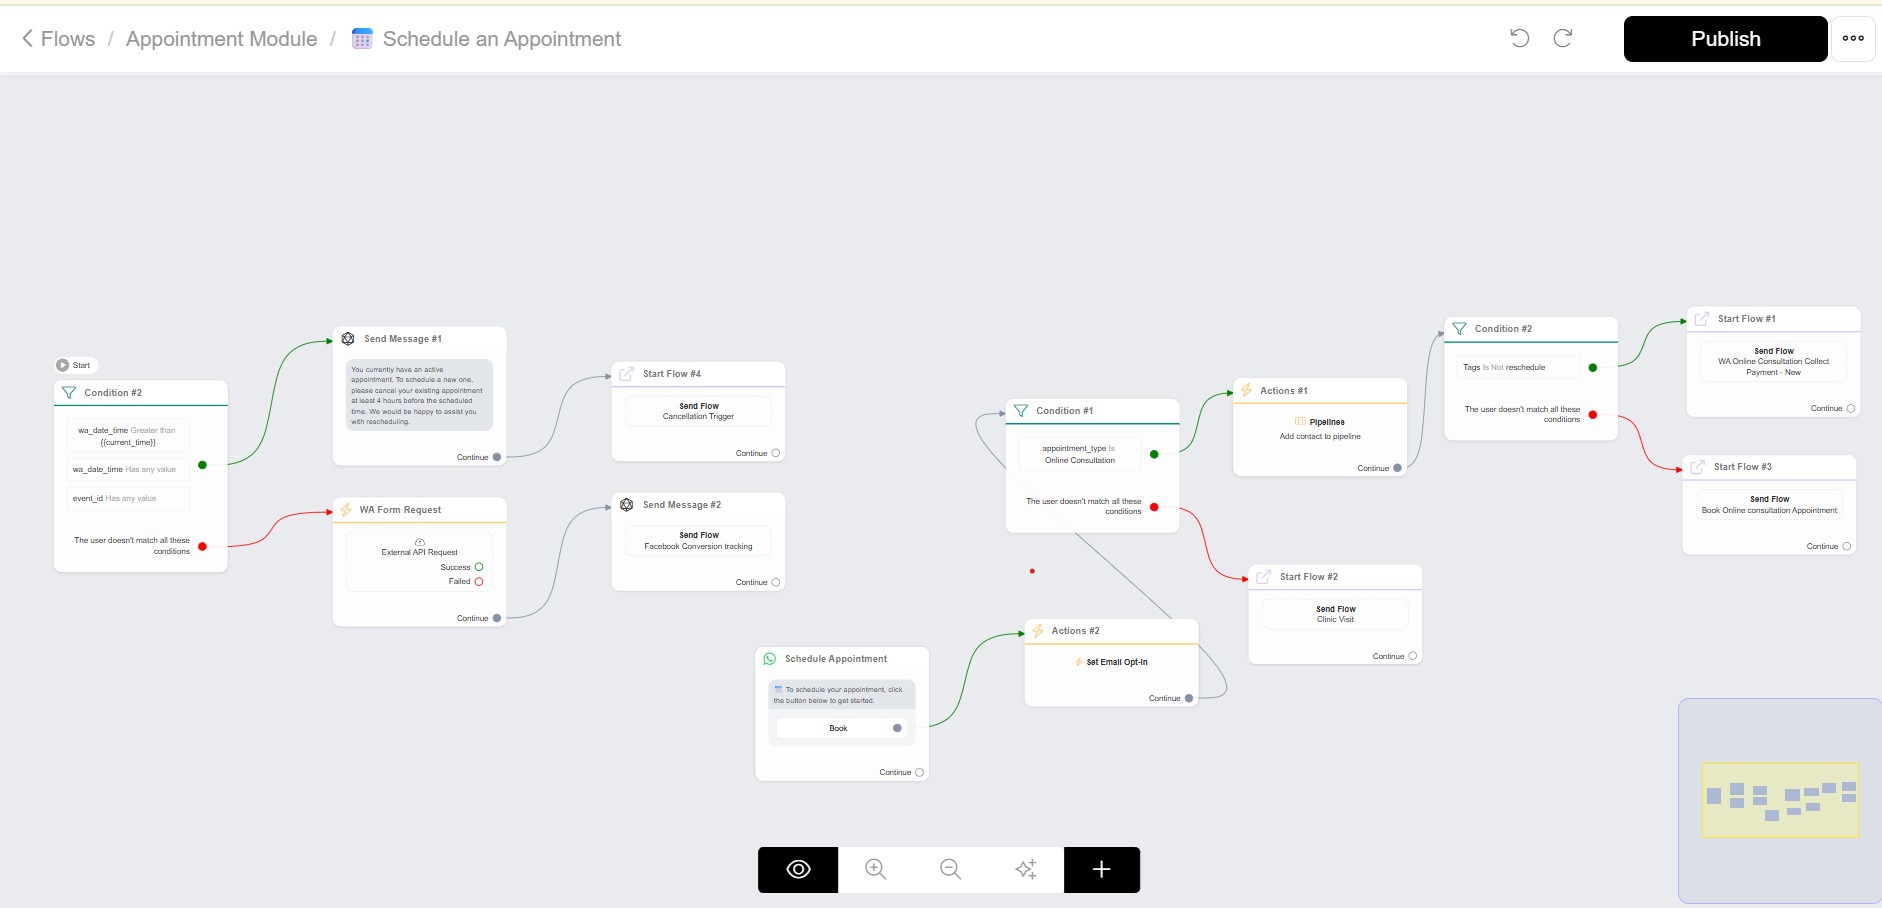 Flows / Appointment Module / Schedule an Appointment
Publish
Start
Condition #2
wa_date_time Greater than
{{current_time}}
wa_date_time Has any value
event_id Has any value
The user doesn't match all these
conditions
Send Message #1
You currently have an active
appointment. To schedule a new one,
please cancel your existing appointment
at least 4 hours before the scheduled
time. We would be happy to assist you
with rescheduling.
Continue
WA Form Request
External API Request
Success
Failed
Continue
Start Flow #4
Send Flow
Cancellation Trigger
Continue
Send Message #2
Send Flow
Facebook Conversion tracking
Continue
Schedule Appointment
To schedule your appointment, click
the button below to get started.
Book
Continue
Condition #1
appointment_type Is
Online Consultation
The user doesn't match all these
conditions
Actions #2
Set Email Opt-In
Continue
Actions #1
Pipelines
Add contact to pipeline
Continue
Start Flow #2
Send Flow
Clinic Visit
Continue
Condition #2
Tags Is Not reschedule
The user doesn't match all these
conditions
Start Flow #1
Send Flow
WA Online Consultation Collect
Payment - New
Continue
Start Flow #3
Send Flow
Book Online consultation Appointment
Continue